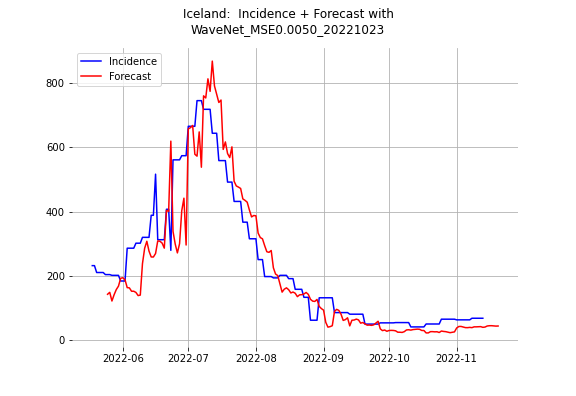 Iceland:  Incidence + Forecast with
WaveNet_MSE0.0050_20221023
Incidence
Forecast
800
600
400
200
0
2022-06
2022-07
2022-08
2022-09
2022-10
2022-11